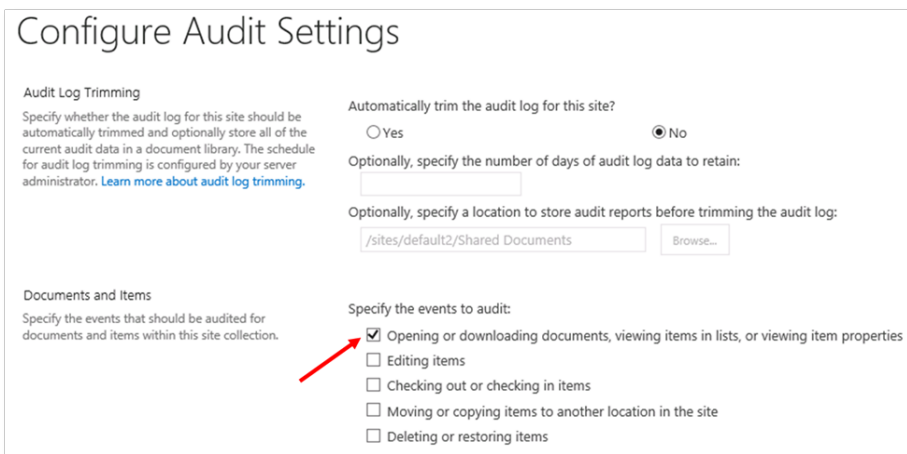 Configure Audit Settings
Audit Log Trimming
Specify whether the audit log for this site should be
automatically trimmed and optionally store all of the
current audit data in a document library. The schedule
for audit log trimming is configured by your server
administrator. Learn more about audit log trimming.
Automatically trim the audit log for this site?
Yes
No
Optionally, specify the number of days of audit log data to retain:
Optionally, specify a location to store audit reports before trimming the audit log:
/sites/default2/Shared Documents
Browse...
Documents and Items
Specify the events that should be audited for
documents and items within this site collection.
Specify the events to audit:
Opening or downloading documents, viewing items in lists, or viewing item properties
Editing items
Checking out or checking in items
Moving or copying items to another location in the site
Deleting or restoring items